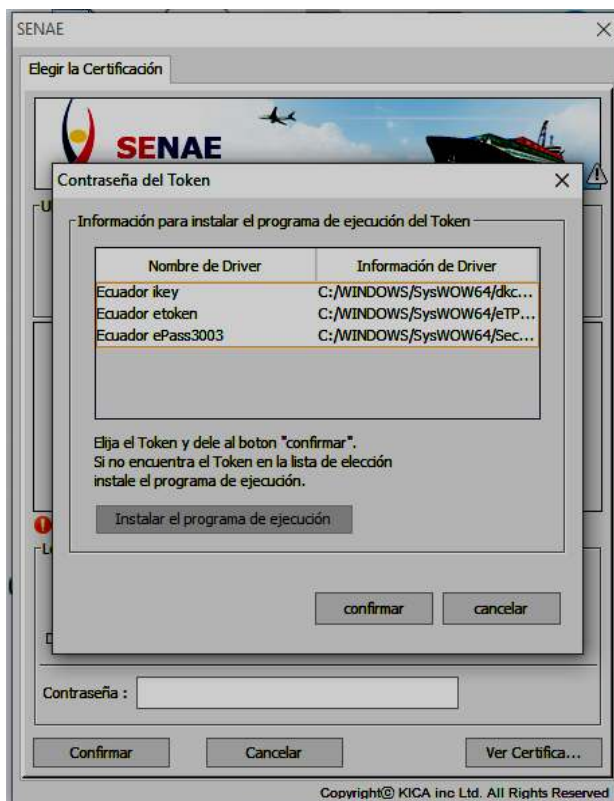 SENAE
Elegir la Certificación
SENAE
Contraseña del Token
Información para instalar el programa de ejecución del Token
Nombre de Driver Información de Driver
Ecuador ikey C:/WINDOWS/SysWOW64/dkc...
Ecuador etoken C:/WINDOWS/SysWOW64/eTP...
Ecuador ePass3003 C:/WINDOWS/SysWOW64/Sec...
Elija el Token y dele al boton "confirmar".
Si no encuentra el Token en la lista de elección
instale el programa de ejecución.
Instalar el programa de ejecución
confirmar cancelar
Contraseña :
Confirmar Cancelar Ver Certifica...
Copyright© KICA inc Ltd. All Rights Reserved